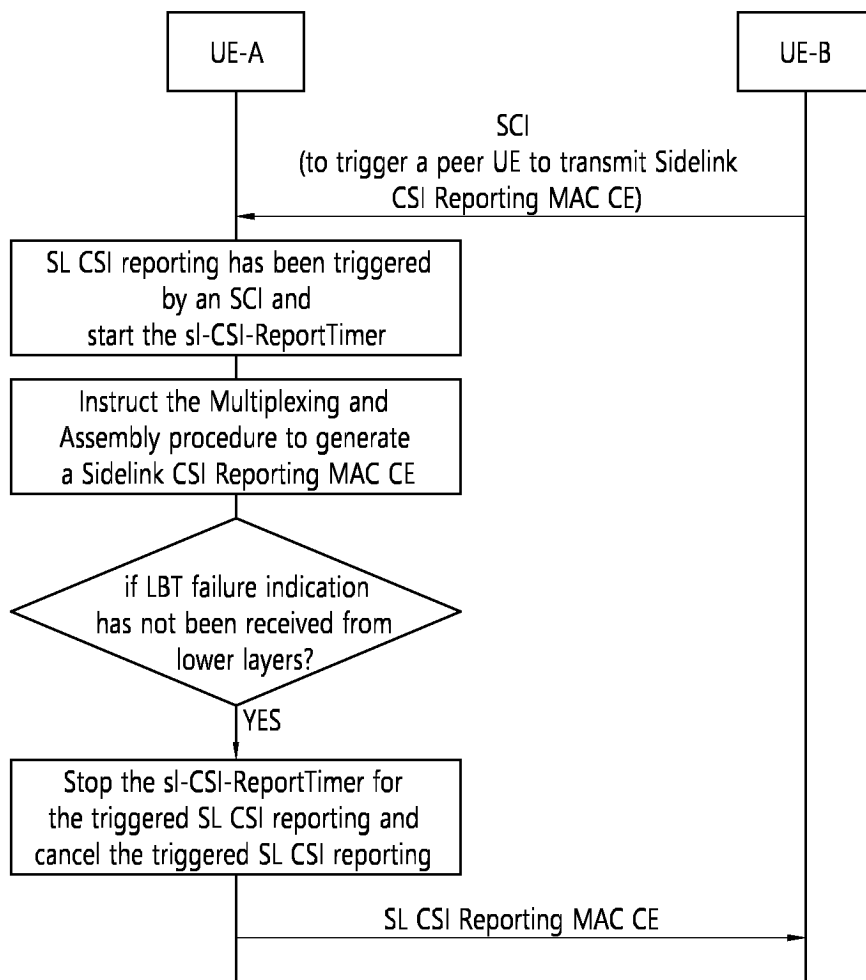 UE-A
UE-B
SCI
(to trigger a peer UE to transmit Sidelink
CSI Reporting MAC CE)
SL CSI reporting has been triggered
by an SCI and
start the sl-CSI-ReportTimer
Instruct the Multiplexing and
Assembly procedure to generate
a Sidelink CSI Reporting MAC CE
if LBT failure indication
has not been received from
lower layers?
YES
Stop the sl-CSI-ReportTimer for
the triggered SL CSI reporting and
cancel the triggered SL CSI reporting
SL CSI Reporting MAC CE